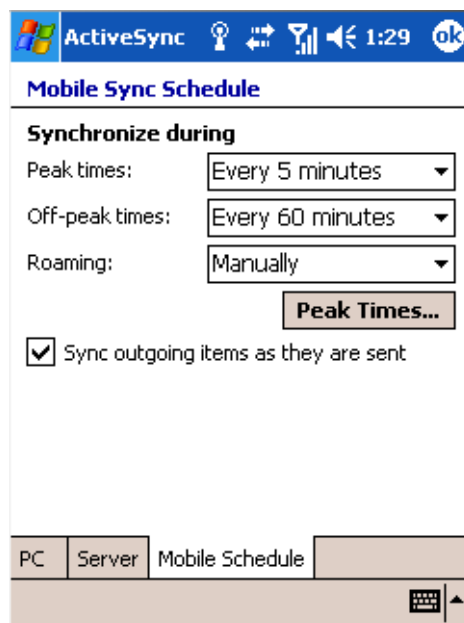 ActiveSync 1:29 ok
Mobile Sync Schedule
Synchronize during
Peak times: Every 5 minutes
Off-peak times: Every 60 minutes
Roaming: Manually
Peak Times...
Sync outgoing items as they are sent
PC Server Mobile Schedule